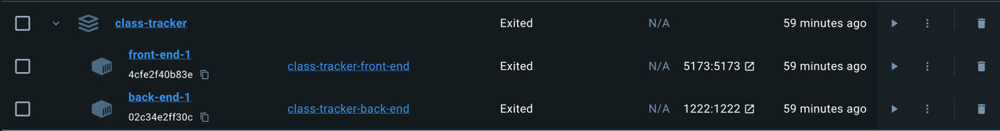 class-tracker Exited N/A 59 minutes ago
front-end-1
4cfe2f40b83e class-tracker-front-end Exited N/A 5173:5173 59 minutes ago
back-end-1
02c34e2ff30c class-tracker-back-end Exited N/A 1222:1222 59 minutes ago